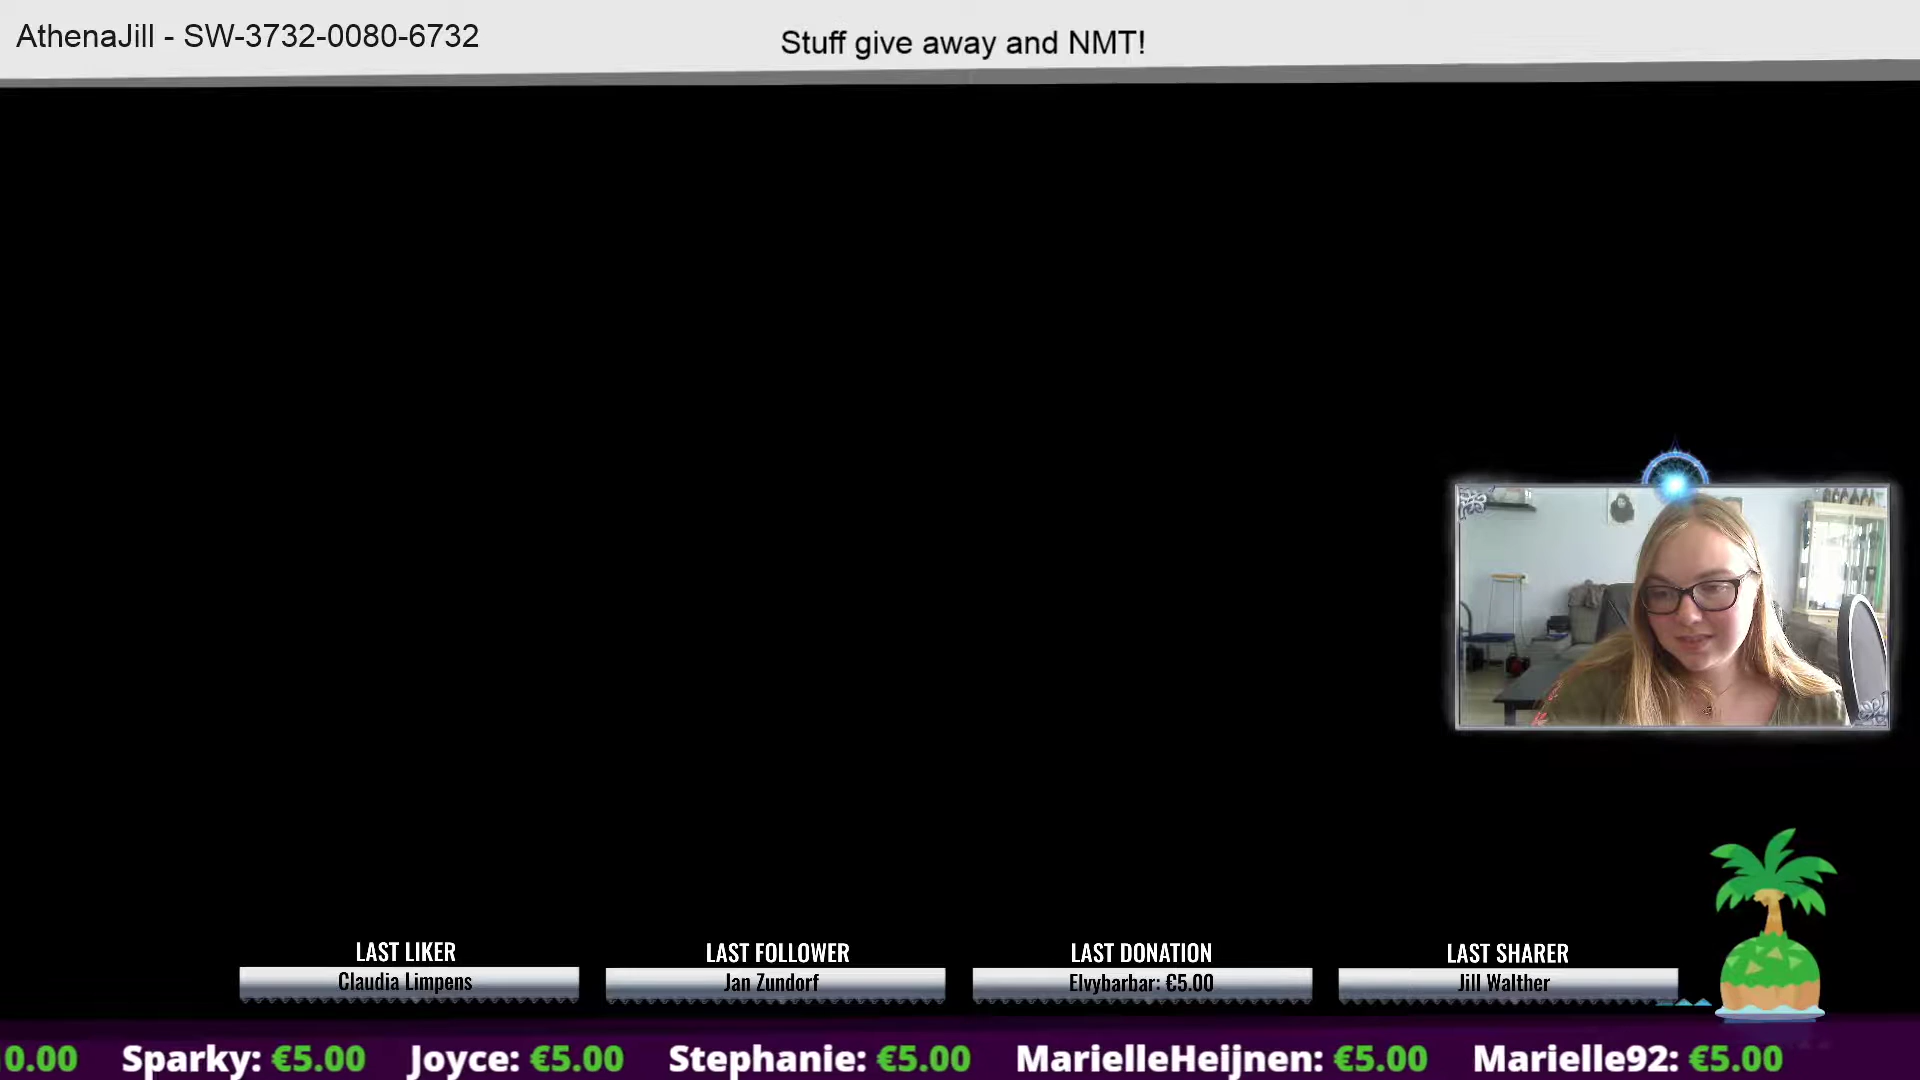 AthenaJill - SW-3732-0080-6732
Stuff give away and NMT!
LAST LIKER
Claudia Limpens
LAST FOLLOWER
Jan Zundorf
LAST DONATION
Elvybarbar: €5.00
LAST SHARER
Jill Walther
0.00 Sparky: €5.00 Joyce: €5.00 Stephanie: €5.00 MarielleHeijnen: €5.00 Marielle92: €5.00